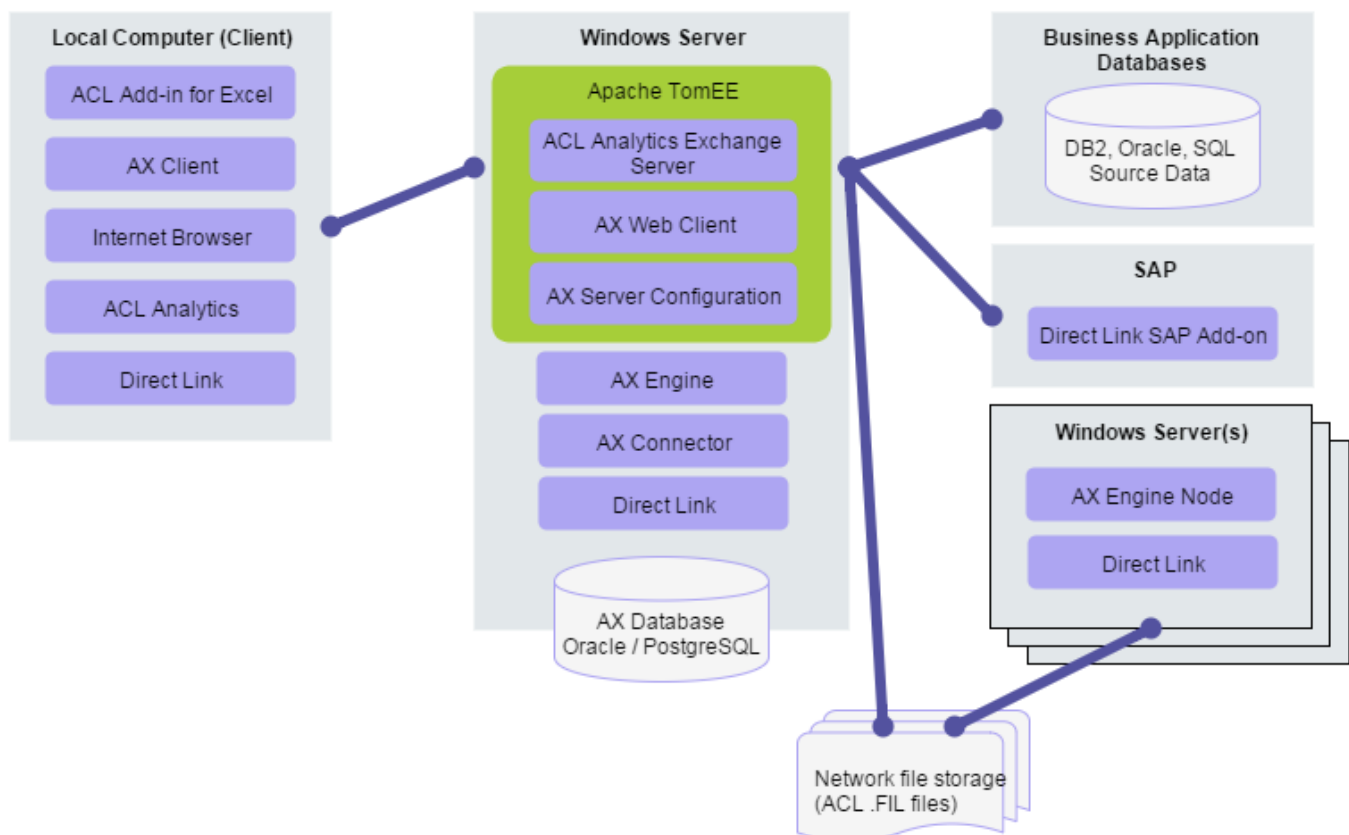 Local Computer (Client)
ACL Add-in for Excel
AX Client
Internet Browser
ACL Analytics
Direct Link
Windows Server
Apache TomEE
ACL Analytics Exchange
Server
AX Web Client
AX Server Configuration
AX Engine
AX Connector
Direct Link
AX Database
Oracle / PostgreSQL
Business Application
Databases
DB2, Oracle, SQL
Source Data
SAP
Direct Link SAP Add-on
Windows Server(s)
AX Engine Node
Direct Link
Network file storage
(ACL .FIL files)